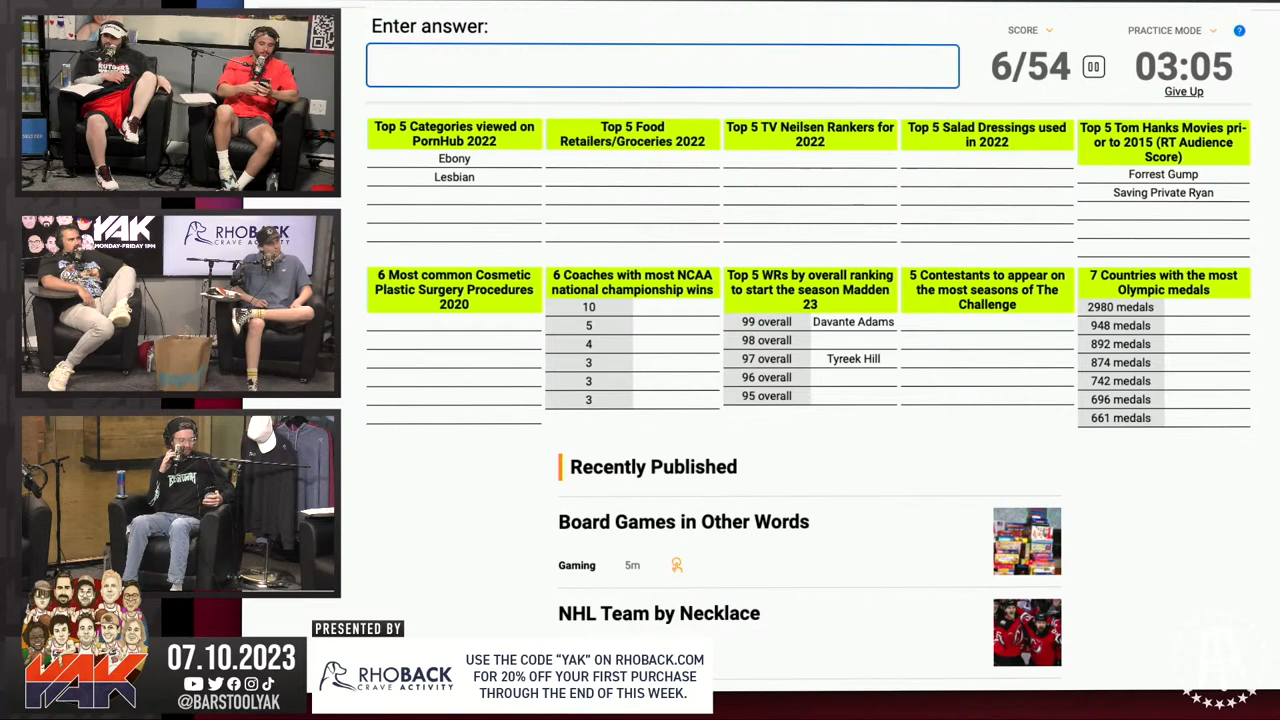 Enter answer:
SCORE
PRACTICE MODE
?
6/54
03:05
Give Up
Top 5 Categories viewed on
PornHub 2022
Ebony
Lesbian
Top 5 Food
Retailers/Groceries 2022
Top 5 TV Neilsen Rankers for
2022
Top 5 Salad Dressings used
in 2022
Top 5 Tom Hanks Movies pri-
or to 2015 (RT Audience
Score)
Forrest Gump
Saving Private Ryan
6 Most common Cosmetic
Plastic Surgery Procedures
2020
6 Coaches with most NCAA
national championship wins
10
5
4
3
3
3
Top 5 WRs by overall ranking
to start the season Madden
23
99 overall Davante Adams
98 overall
97 overall Tyreek Hill
96 overall
95 overall
5 Contestants to appear on
the most seasons of The
Challenge
7 Countries with the most
Olympic medals
2980 medals
948 medals
892 medals
874 medals
742 medals
696 medals
661 medals
Recently Published
Board Games in Other Words
Gaming 5m
NHL Team by Necklace
RUTGERS
YAK
MONDAY-FRIDAY 1PM
RHOBACK
CRAVE ACTIVITY
YAK
07.10.2023
@BARSTOOLYAK
PRESENTED BY
RHOBACK
CRAVE ACTIVITY
USE THE CODE "YAK" ON RHOBACK.COM
FOR 20% OFF YOUR FIRST PURCHASE
THROUGH THE END OF THIS WEEK.